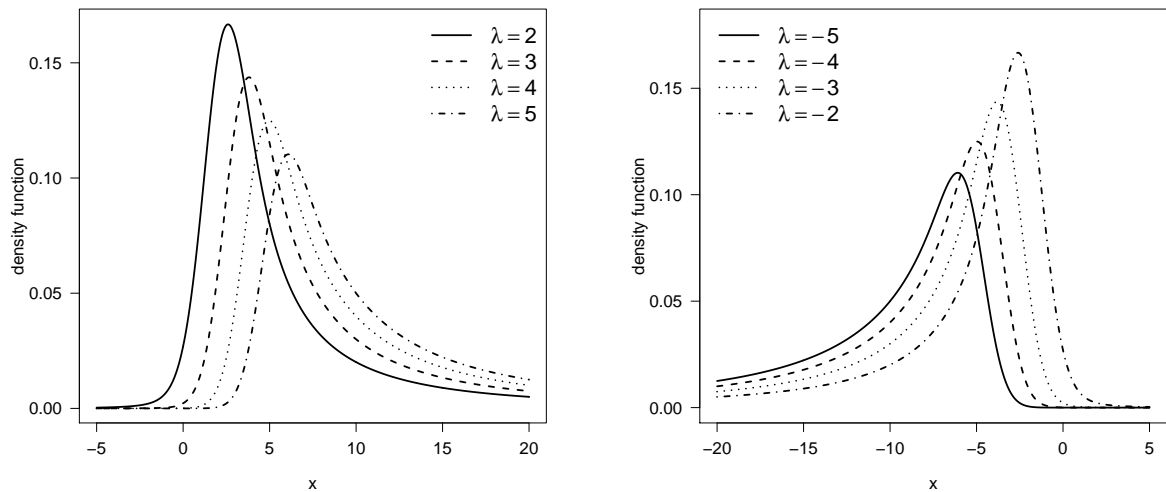 λ = 2
λ = 3
λ = 4
λ = 5
density function
0.15
0.10
0.05
0.00
−5 0 5 10 15 20
x
λ = −5
λ = −4
λ = −3
λ = −2
density function
0.15
0.10
0.05
0.00
−20 −15 −10 −5 0 5
x